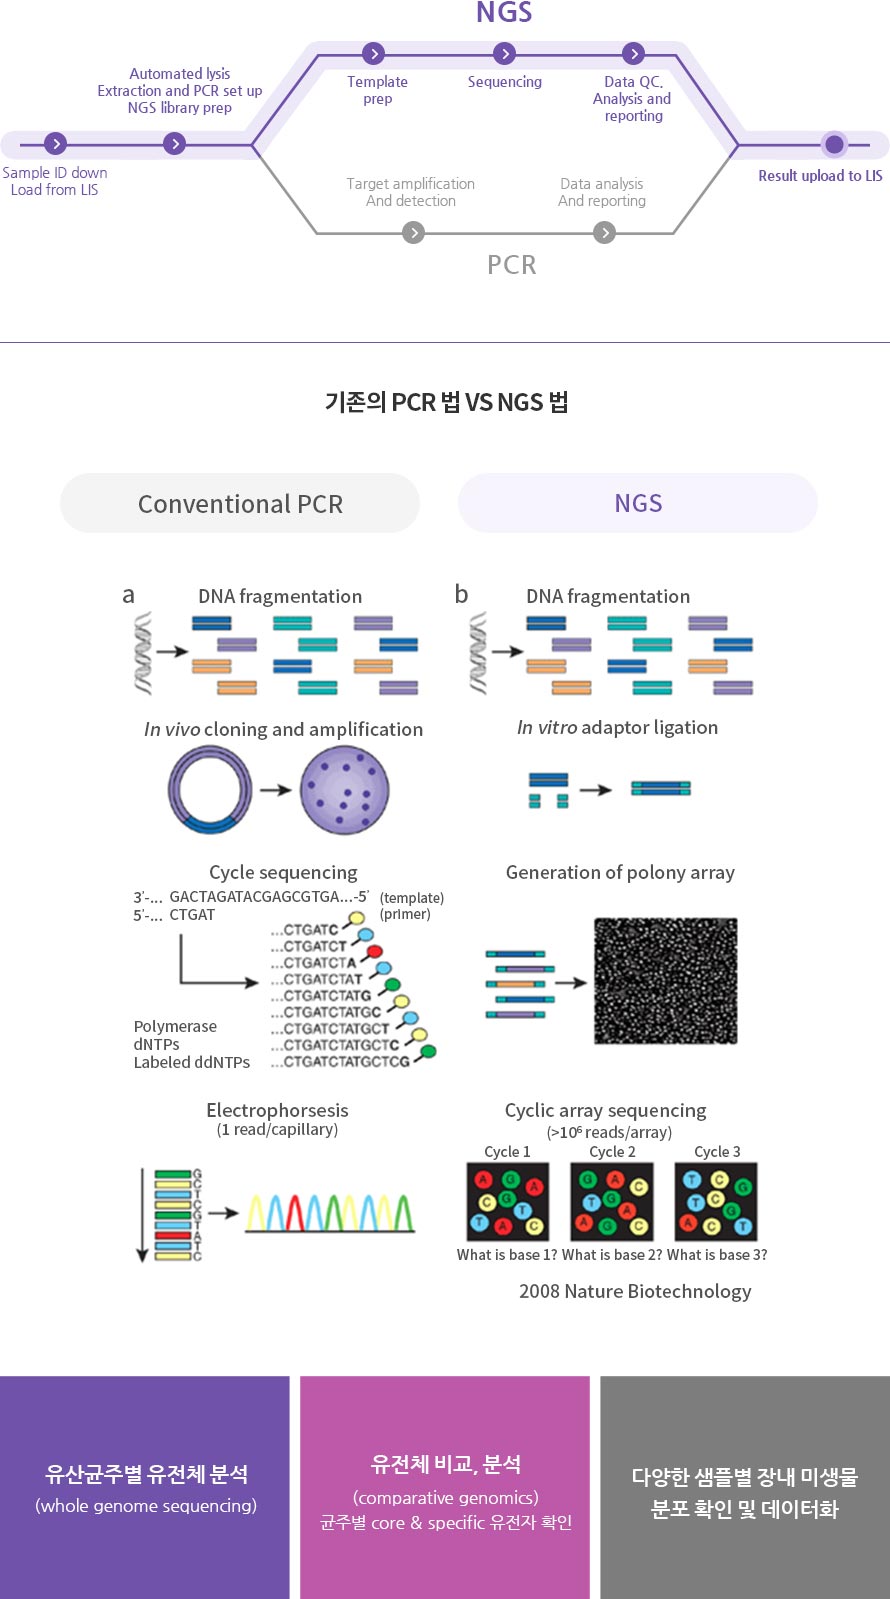 NGS
Automated lysis
Extraction and PCR set up
NGS library prep
Template
prep
Sequencing
Data QC,
Analysis and
reporting
Sample ID down
Load from LIS
Result upload to LIS
Target amplification
And detection
Data analysis
And reporting
PCR
기존의 PCR 법 VS NGS 법
Conventional PCR
NGS
a DNA fragmentation
In vivo cloning and amplification
Cycle sequencing
3'-... GACTAGATACGAGCGTGA...-5' (template)
5'-... CTGAT (primer)
...CTGATC
...CTGATCT
...CTGATCTA
...CTGATCTAT
...CTGATCTATG
...CTGATCTATGC
...CTGATCTATGCT
...CTGATCTATGCTC
...CTGATCTATGCTCG
Polymerase
dNTPs
Labeled ddNTPs
Electrophorsesis
(1 read/capillary)
G
C
T
C
G
T
A
T
C
b DNA fragmentation
In vitro adaptor ligation
Generation of polony array
Cyclic array sequencing
(>10⁶ reads/array)
Cycle 1 Cycle 2 Cycle 3
A G A
C G T
T A C
G A C
T G A
A G C
T C G
T C G
A C T
What is base 1? What is base 2? What is base 3?
2008 Nature Biotechnology
유산균주별 유전체 분석
(whole genome sequencing)
유전체 비교, 분석
(comparative genomics)
균주별 core & specific 유전자 확인
다양한 샘플별 장내 미생물
분포 확인 및 데이터화